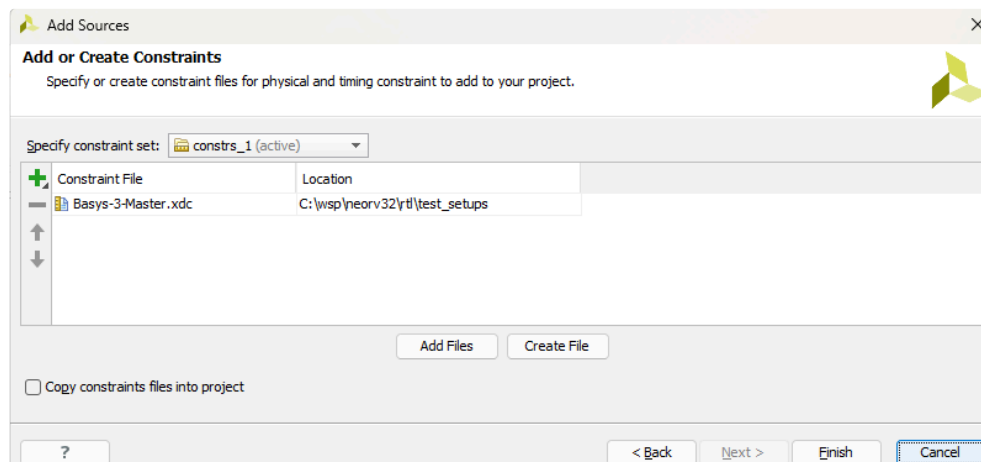 Add Sources
Add or Create Constraints
Specify or create constraint files for physical and timing constraint to add to your project.
Specify constraint set: constrs_1 (active)
Constraint File Location
Basys-3-Master.xdc C:\wsp\neorv32\rtl\test_setups
Add Files Create File
Copy constraints files into project
? < Back Next > Finish Cancel